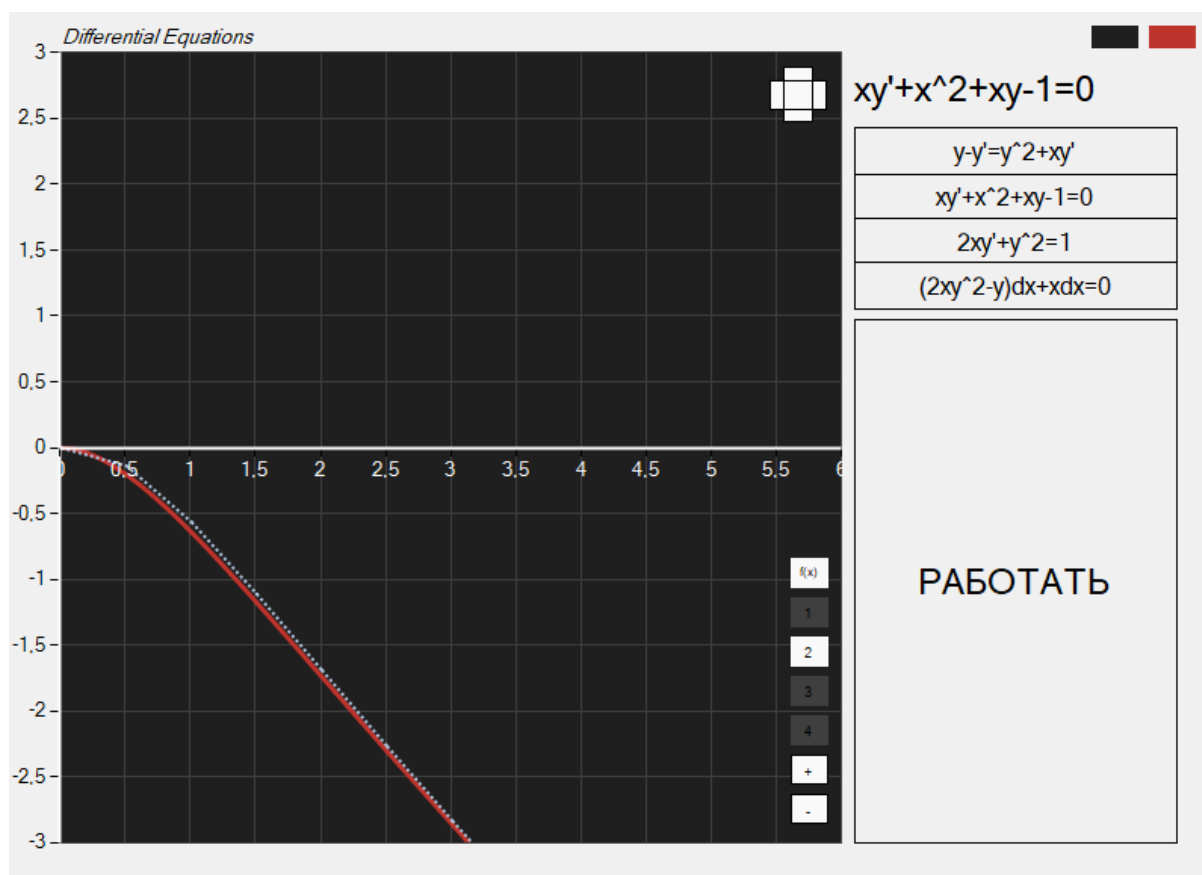 Differential Equations
3
2,5
2
1,5
1
0,5
0
-0,5
-1
-1,5
-2
-2,5
-3
0 0,5 1 1,5 2 2,5 3 3,5 4 4,5 5 5,5 6
f(x)
1
2
3
4
+
-
xy'+x^2+xy-1=0
y-y'=y^2+xy'
xy'+x^2+xy-1=0
2xy'+y^2=1
(2xy^2-y)dx+xdx=0
РАБОТАТЬ